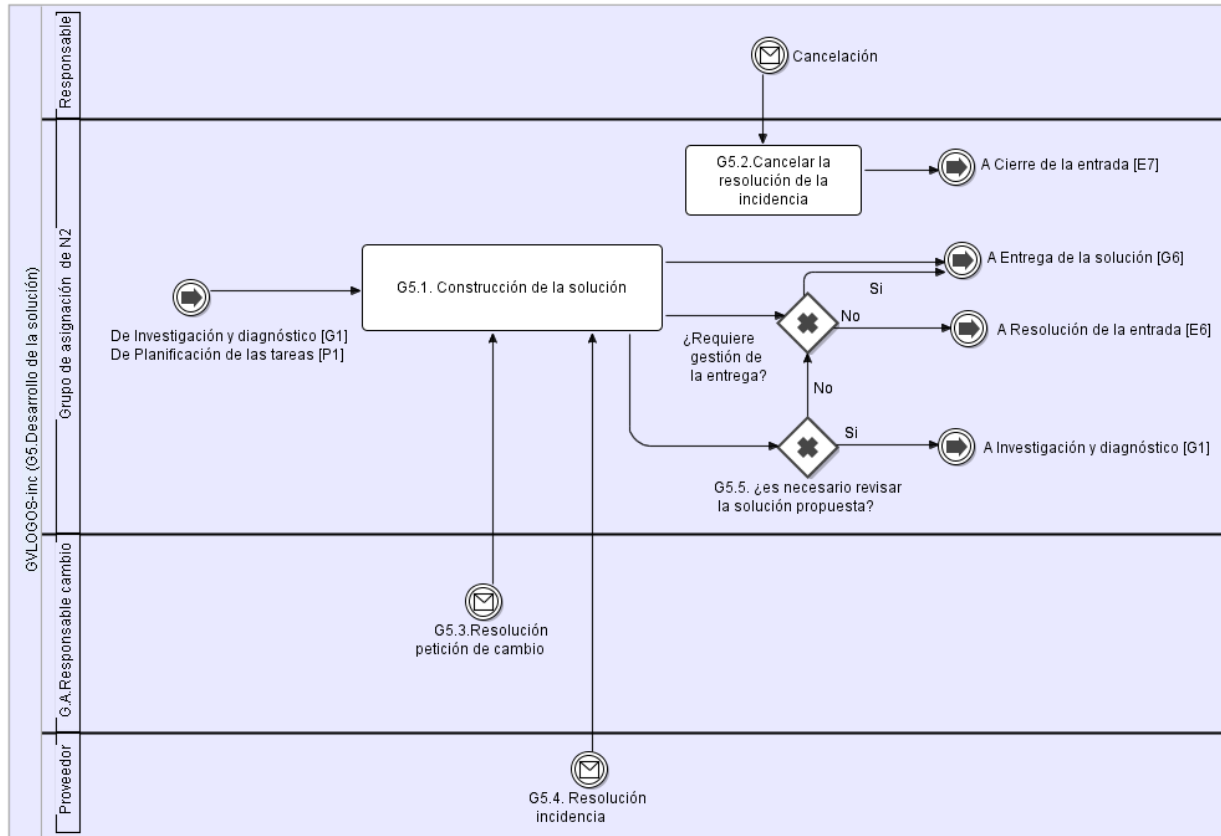 GVLOGOS-inc (G5.Desarrollo de la solución)
Responsable
Cancelación
Grupo de asignación de N2
G5.2.Cancelar la
resolución de la
incidencia
A Cierre de la entrada [E7]
De Investigación y diagnóstico [G1]
De Planificación de las tareas [P1]
G5.1. Construcción de la solución
A Entrega de la solución [G6]
Si
¿Requiere
gestión de
la entrega?
No
A Resolución de la entrada [E6]
No
Si
A Investigación y diagnóstico [G1]
G5.5. ¿es necesario revisar
la solución propuesta?
G.A.Responsable cambio
G5.3.Resolución
petición de cambio
Proveedor
G5.4. Resolución
incidencia